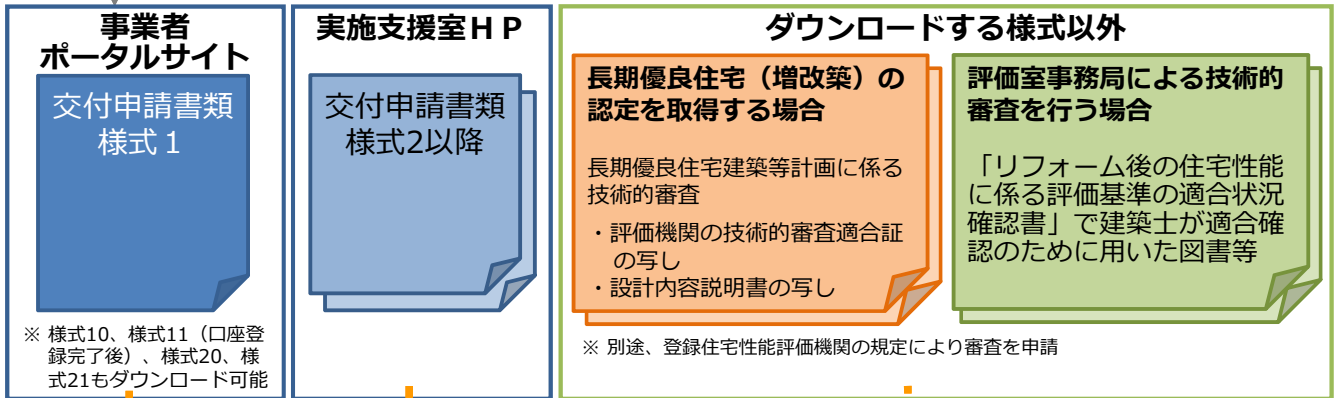 事業者
ポータルサイト
交付申請書類
様式１
※ 様式10、様式11（口座登
録完了後）、様式20、様
式21もダウンロード可能
実施支援室ＨＰ
交付申請書類
様式2以降
ダウンロードする様式以外
長期優良住宅（増改築）の
認定を取得する場合
長期優良住宅建築等計画に係る
技術的審査
・評価機関の技術的審査適合証
の写し
・設計内容説明書の写し
評価室事務局による技術的
審査を行う場合
「リフォーム後の住宅性能
に係る評価基準の適合状況
確認書」で建築士が適合確
認のために用いた図書等
※ 別途、登録住宅性能評価機関の規定により審査を申請